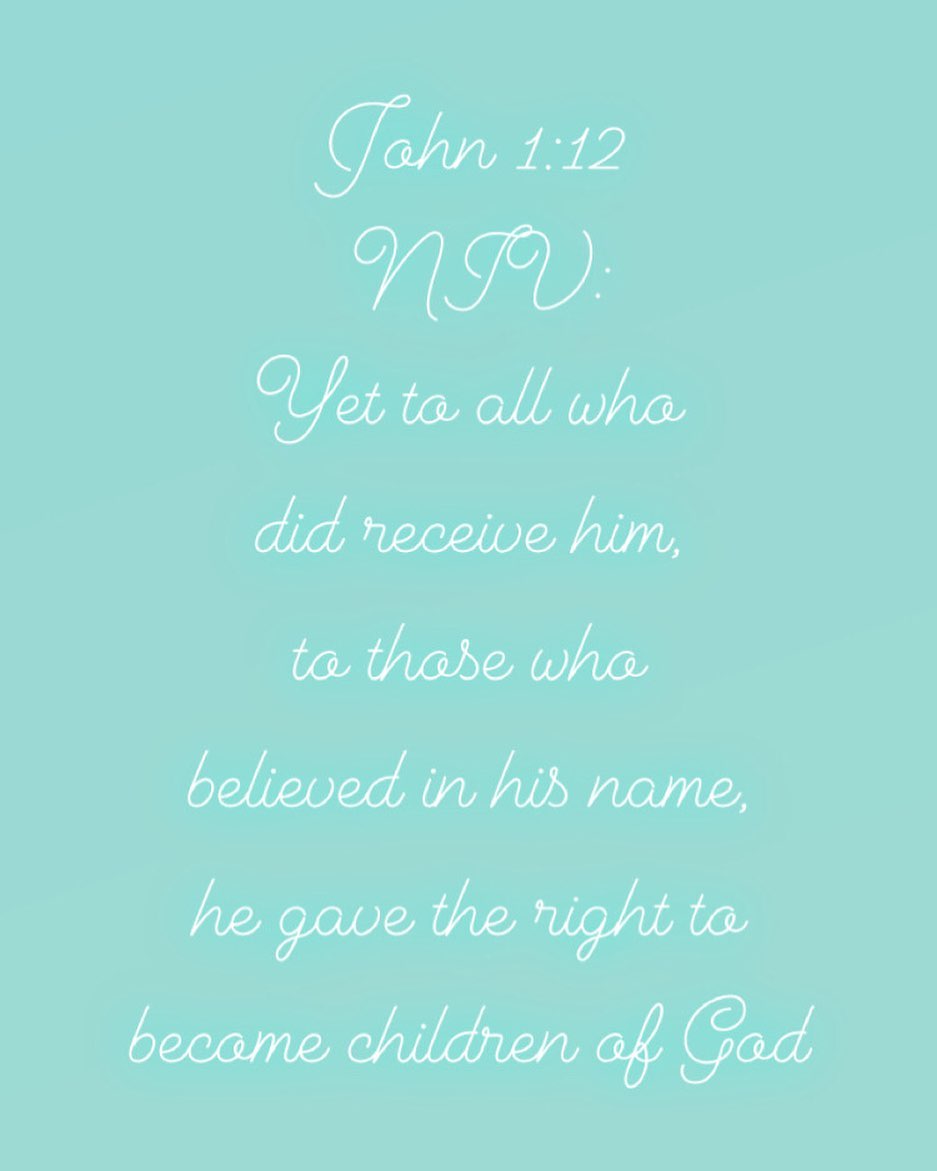 John 1:12
NIV:
Yet to all who
did receive him,
to those who
believed in his name,
he gave the right to
become children of God